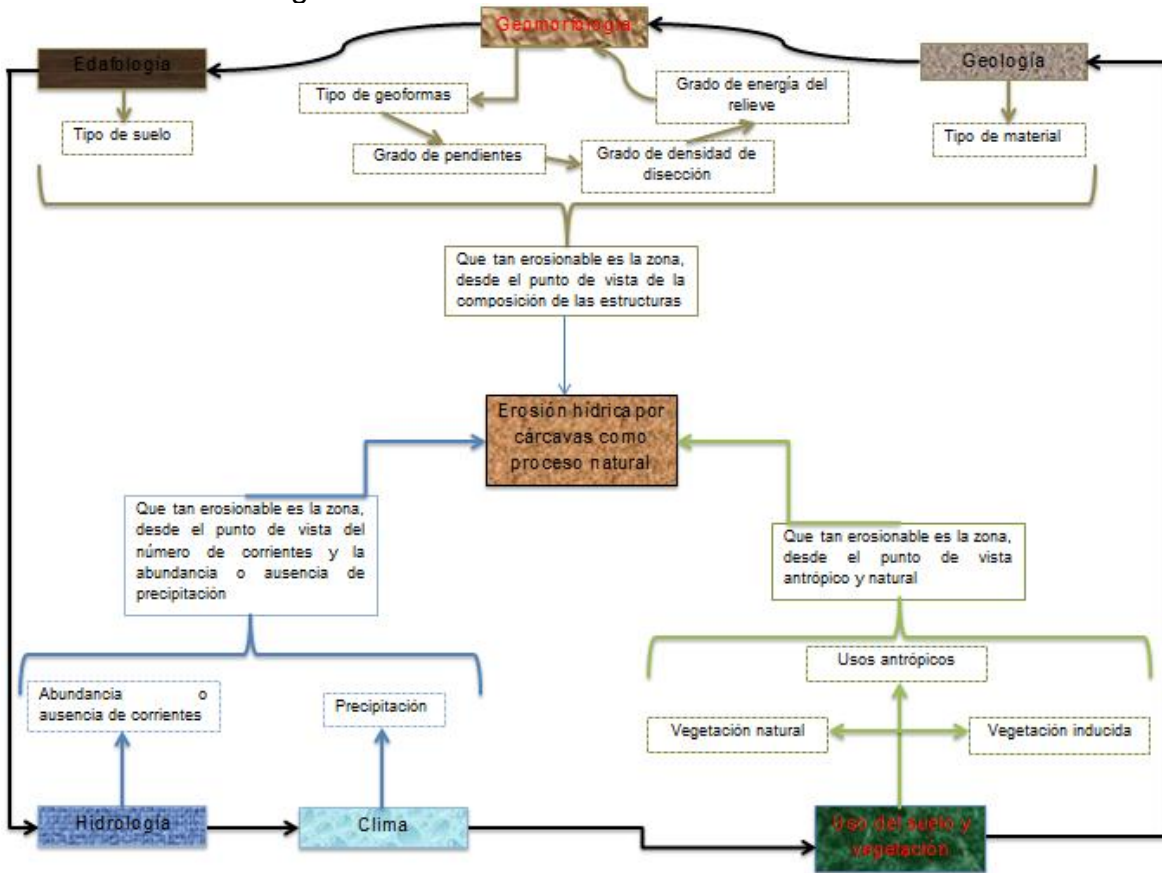 Geomorfología
Edafología
Geología
Tipo de geoformas
Grado de energía del
relieve
Tipo de suelo
Tipo de material
Grado de pendientes
Grado de densidad de
disección
Que tan erosionable es la zona,
desde el punto de vista de la
composición de las estructuras
Erosión hídrica por
cárcavas como
proceso natural
Que tan erosionable es la zona,
desde el punto de vista del
número de corrientes y la
abundancia o ausencia de
precipitación
Que tan erosionable es la zona,
desde el punto de vista
antrópico y natural
Usos antrópicos
Abundancia o
ausencia de corrientes
Precipitación
Vegetación natural
Vegetación inducida
Hidrología
Clima
Uso del suelo y
vegetación